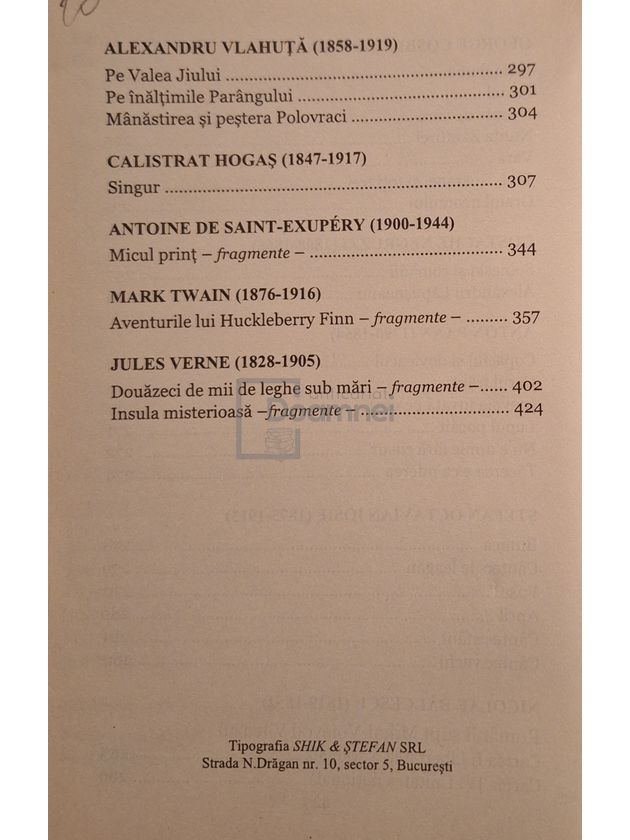 ALEXANDRU VLAHUȚĂ (1858-1919)
Pe Valea Jiului ........ 297
Pe înălțimile Parângului ........ 301
Mânăstirea și peștera Polovraci ........ 304
CALISTRAT HOGAȘ (1847-1917)
Singur ........ 307
ANTOINE DE SAINT-EXUPÉRY (1900-1944)
Micul prinț – fragmente – ........ 344
MARK TWAIN (1876-1916)
Aventurile lui Huckleberry Finn – fragmente – ........ 357
JULES VERNE (1828-1905)
Douăzeci de mii de leghe sub mări – fragmente –...... 402
Insula misterioasă –fragmente – ........ 424
Tipografia SHIK & ȘTEFAN SRL
Strada N.Drăgan nr. 10, sector 5, București